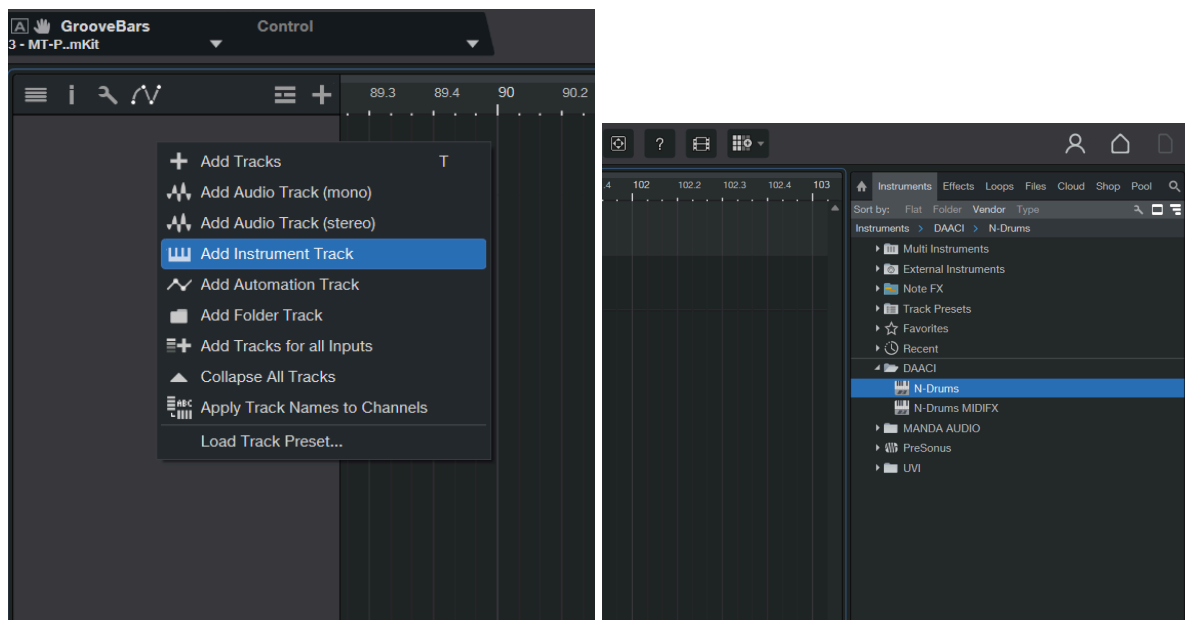 A GrooveBars Control
3 - MT-P..mKit
89.3 89.4 90 90.2
Add Tracks T
Add Audio Track (mono)
Add Audio Track (stereo)
Add Instrument Track
Add Automation Track
Add Folder Track
Add Tracks for all Inputs
Collapse All Tracks
ABC Apply Track Names to Channels
Load Track Preset...
?
.4 102 102.2 102.3 102.4 103
Instruments Effects Loops Files Cloud Shop Pool
Sort by: Flat Folder Vendor Type
Instruments > DAACI > N-Drums
Multi Instruments
External Instruments
Note FX
Track Presets
Favorites
Recent
DAACI
N-Drums
N-Drums MIDIFX
MANDA AUDIO
PreSonus
UVI